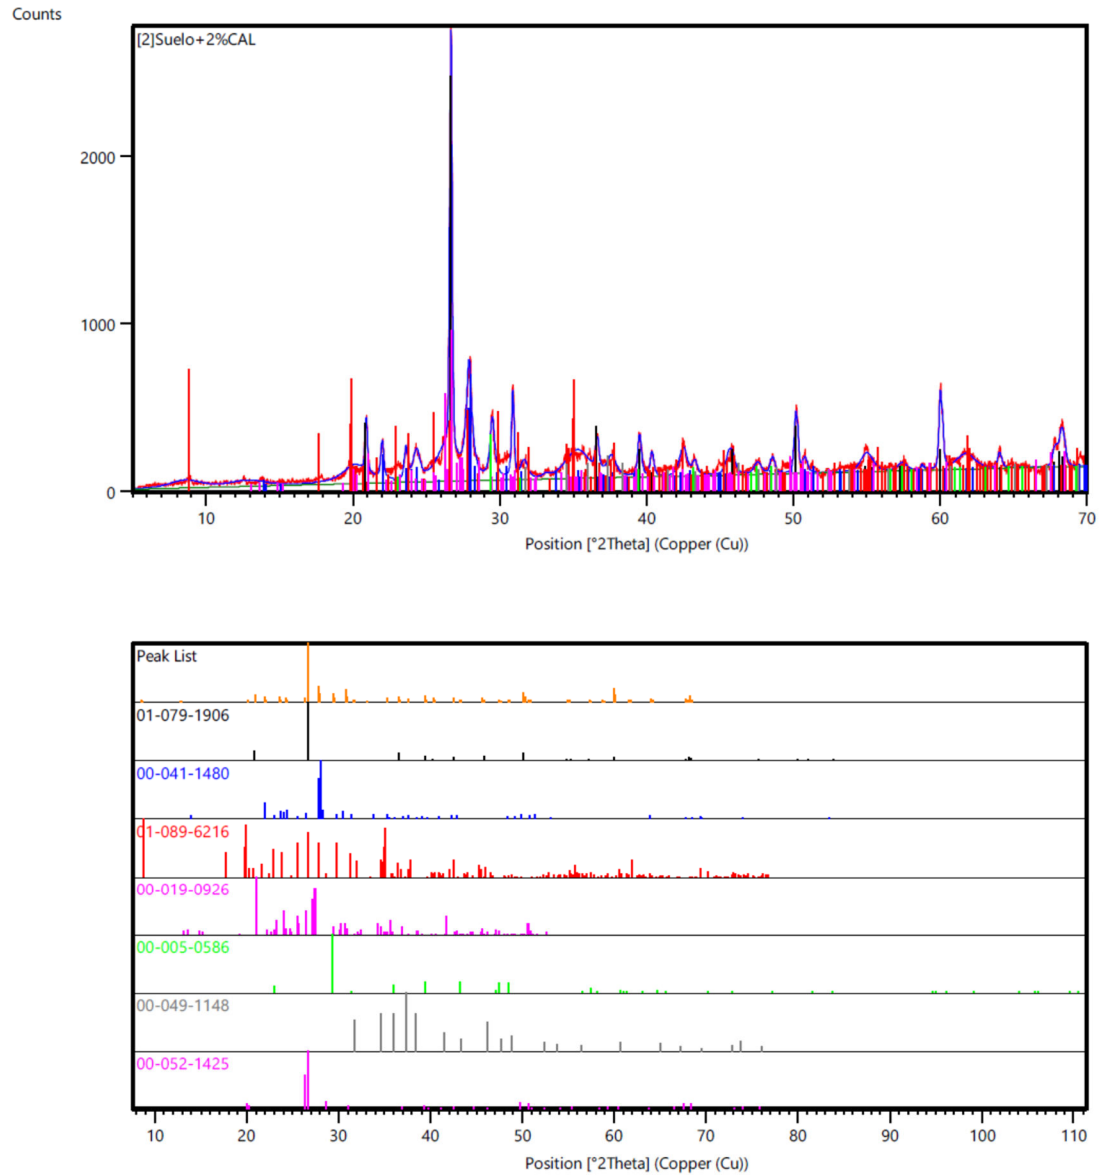 Counts
[2]Suelo+2%CAL
2000
1000
0
10 20 30 40 50 60 70
Position [°2Theta] (Copper (Cu))
Peak List
01-079-1906
00-041-1480
01-089-6216
00-019-0926
00-005-0586
00-049-1148
00-052-1425
10 20 30 40 50 60 70 80 90 100 110
Position [°2Theta] (Copper (Cu))